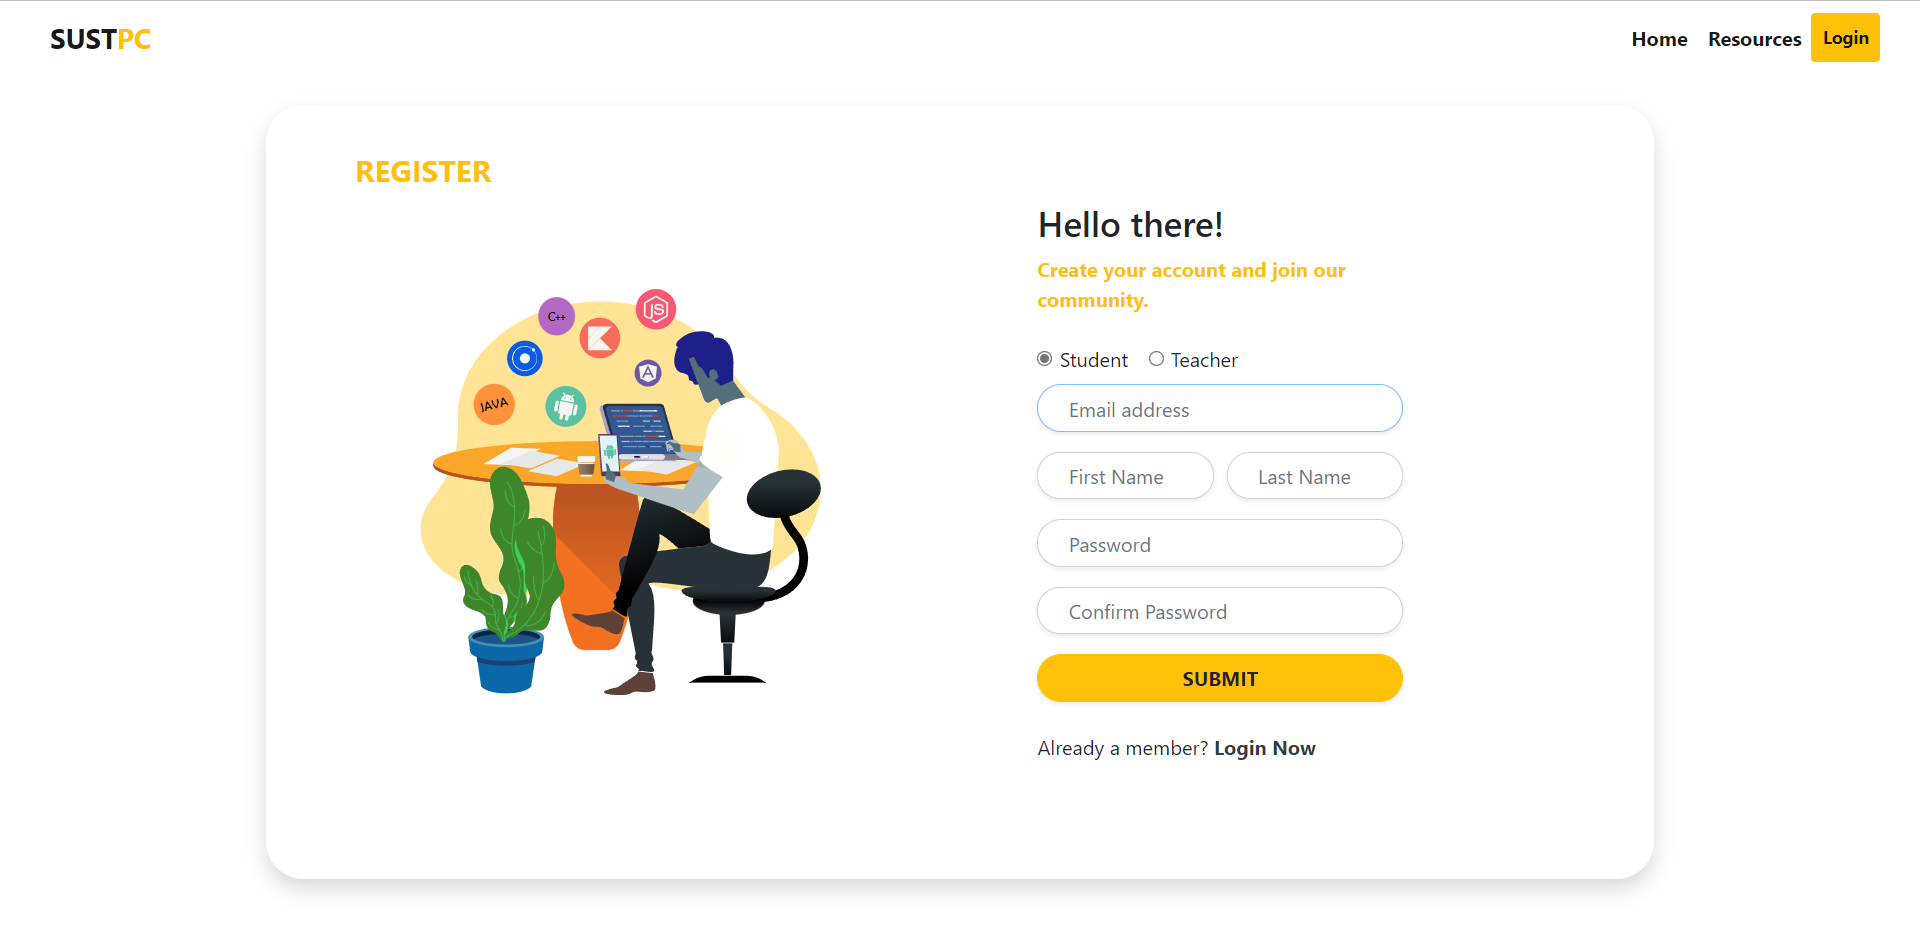 SUSTPC
Home Resources Login
REGISTER
Hello there!
Create your account and join our
community.
Student Teacher
Email address
First Name Last Name
Password
Confirm Password
SUBMIT
Already a member? Login Now
C++
JS
JAVA
A